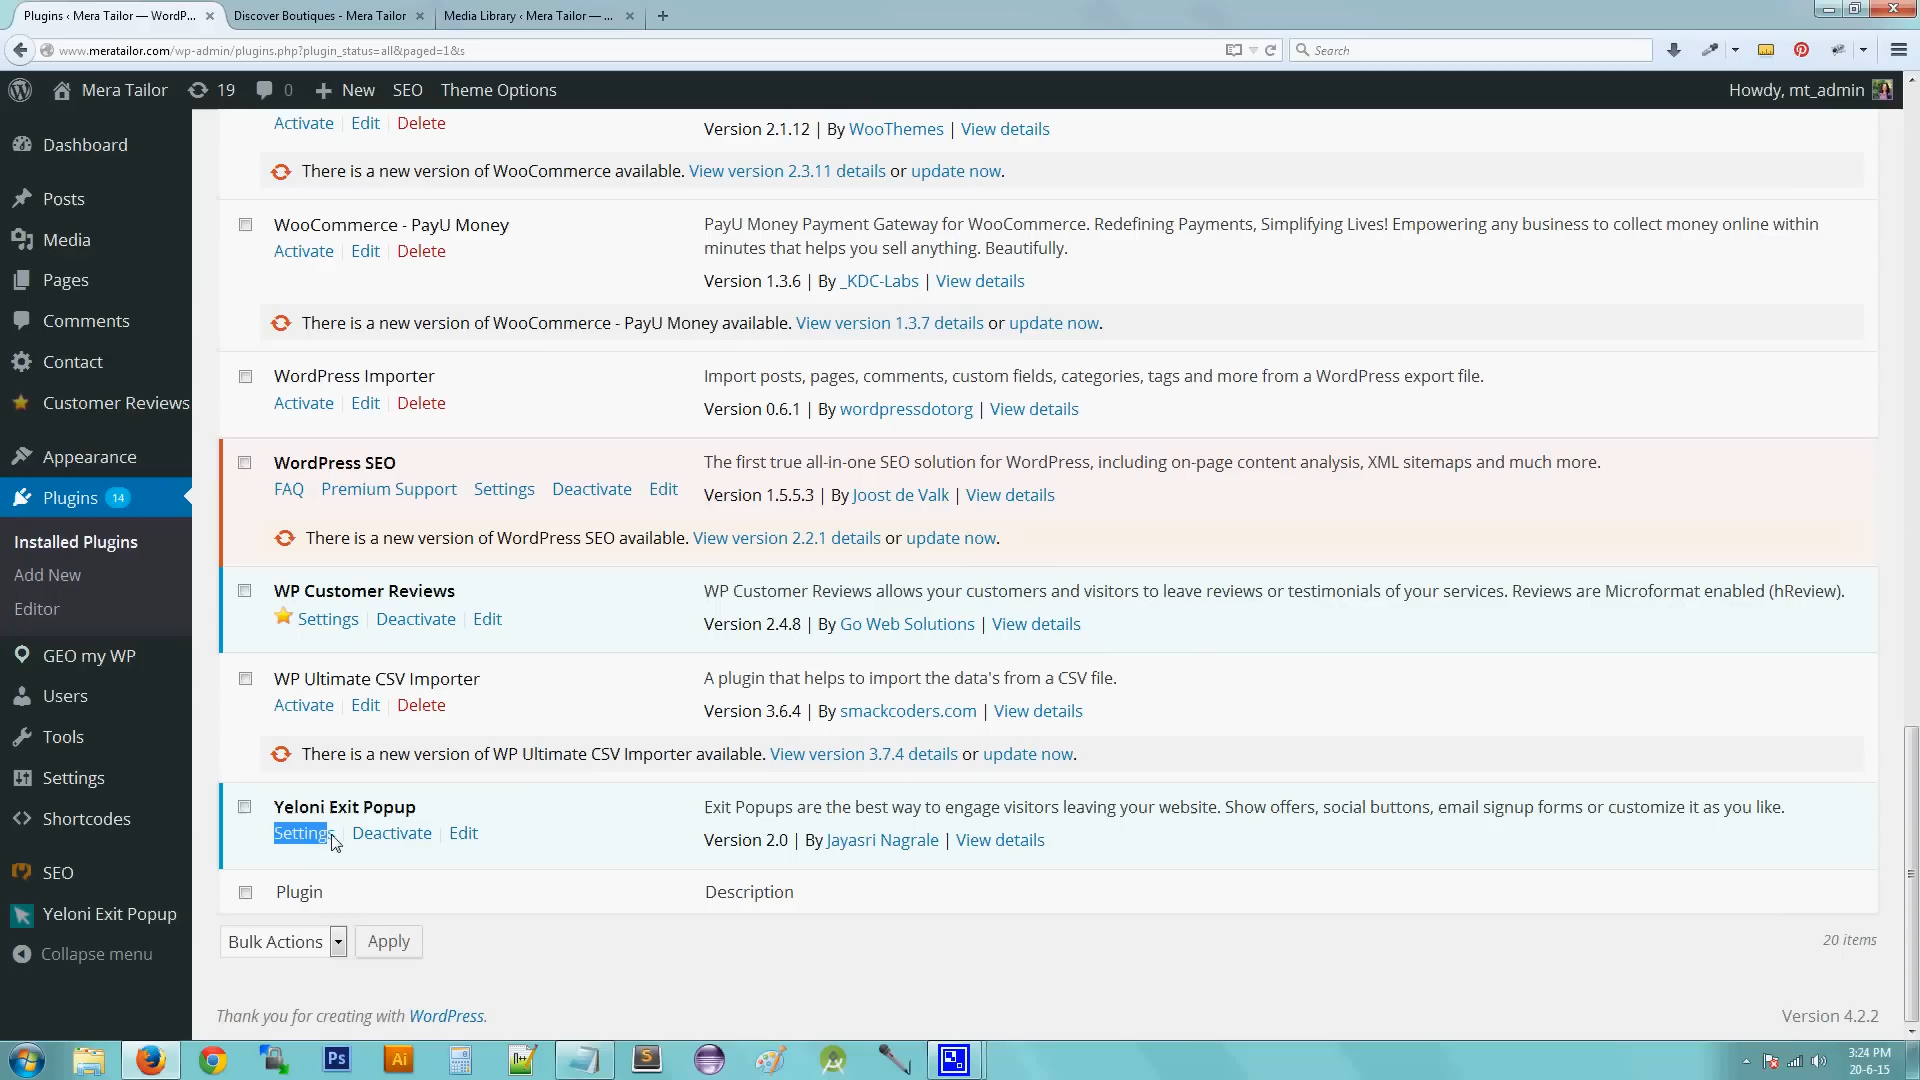 Plugins ‹ Mera Tailor — WordP...
Discover Boutiques - Mera Tailor
Media Library ‹ Mera Tailor — ...
www.meratailor.com/wp-admin/plugins.php?plugin_status=all&paged=1&s
Search
Mera Tailor
19
0
New
SEO
Theme Options
Howdy, mt_admin
Dashboard
Posts
Media
Pages
Comments
Contact
Customer Reviews
Appearance
Plugins 14
Installed Plugins
Add New
Editor
GEO my WP
Users
Tools
Settings
Shortcodes
SEO
Yeloni Exit Popup
Collapse menu
Activate | Edit | Delete
Version 2.1.12 | By WooThemes | View details
There is a new version of WooCommerce available. View version 2.3.11 details or update now.
WooCommerce - PayU Money
Activate | Edit | Delete
PayU Money Payment Gateway for WooCommerce. Redefining Payments, Simplifying Lives! Empowering any business to collect money online within
minutes that helps you sell anything. Beautifully.
Version 1.3.6 | By _KDC-Labs | View details
There is a new version of WooCommerce - PayU Money available. View version 1.3.7 details or update now.
WordPress Importer
Activate | Edit | Delete
Import posts, pages, comments, custom fields, categories, tags and more from a WordPress export file.
Version 0.6.1 | By wordpressdotorg | View details
WordPress SEO
FAQ | Premium Support | Settings | Deactivate | Edit
The first true all-in-one SEO solution for WordPress, including on-page content analysis, XML sitemaps and much more.
Version 1.5.5.3 | By Joost de Valk | View details
There is a new version of WordPress SEO available. View version 2.2.1 details or update now.
WP Customer Reviews
Settings | Deactivate | Edit
WP Customer Reviews allows your customers and visitors to leave reviews or testimonials of your services. Reviews are Microformat enabled (hReview).
Version 2.4.8 | By Go Web Solutions | View details
WP Ultimate CSV Importer
Activate | Edit | Delete
A plugin that helps to import the data's from a CSV file.
Version 3.6.4 | By smackcoders.com | View details
There is a new version of WP Ultimate CSV Importer available. View version 3.7.4 details or update now.
Yeloni Exit Popup
Settings | Deactivate | Edit
Exit Popups are the best way to engage visitors leaving your website. Show offers, social buttons, email signup forms or customize it as you like.
Version 2.0 | By Jayasri Nagrale | View details
Plugin
Description
Bulk Actions
Apply
20 items
Thank you for creating with WordPress.
Version 4.2.2
Ps
Ai
S
3:24 PM
20-6-15